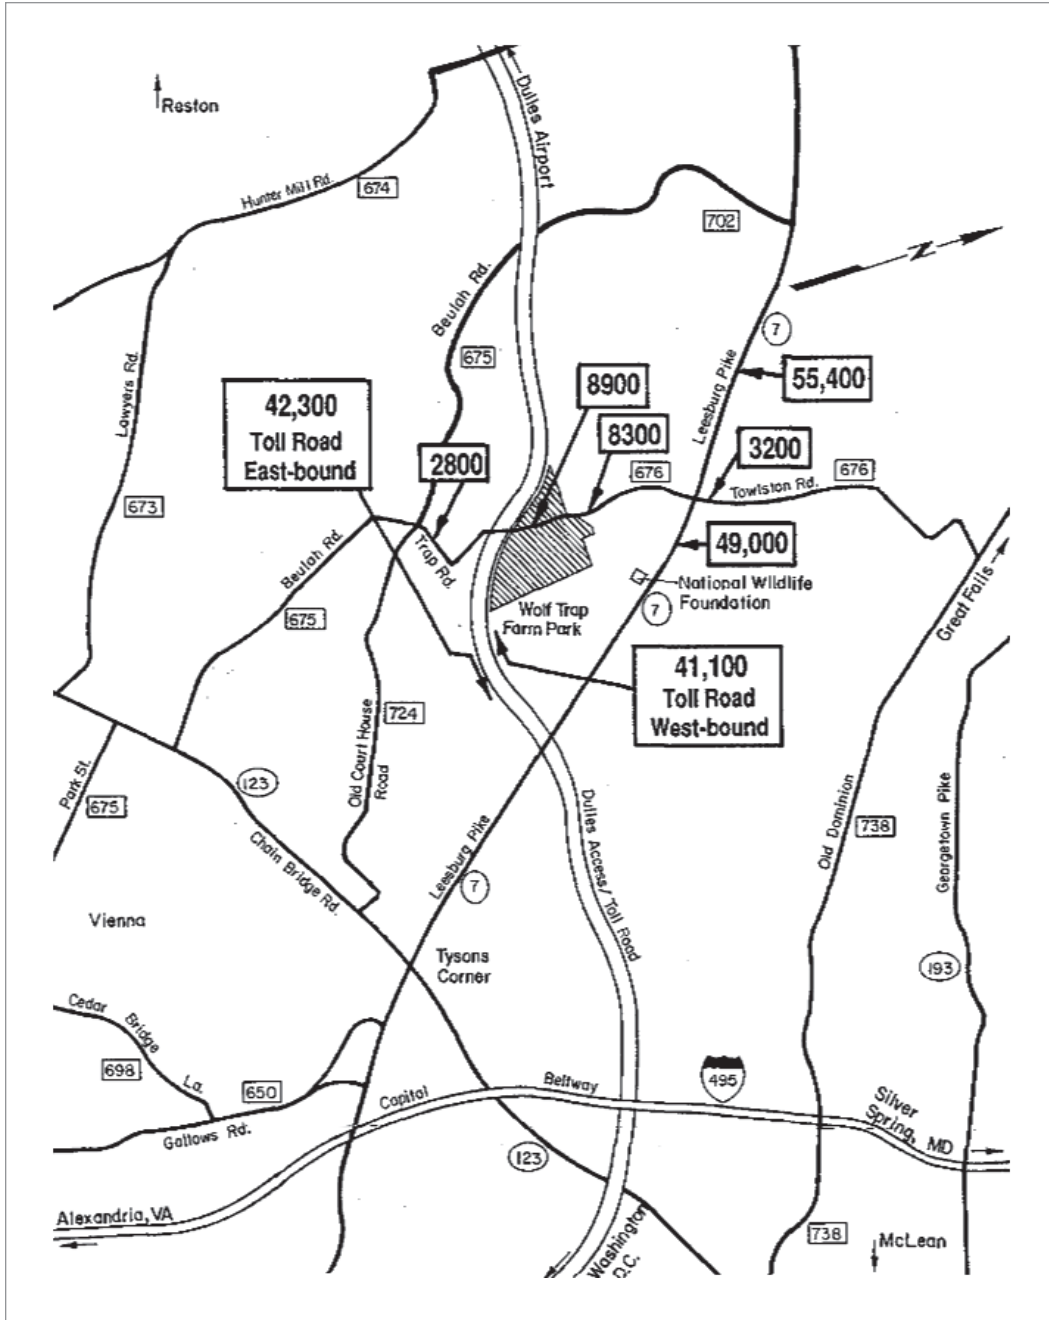 Reston
Dulles Airport
Hunter Mill Rd.
674
702
N
Beulah Rd.
7
675
Lawyers Rd.
Leesburg Pike
55,400
8900
42,300
Toll Road
East-bound
8300
3200
2800
676
676
Towlston Rd.
673
Trap Rd.
49,000
Beulah Rd.
National Wildlife
Foundation
Great Falls
675
Wolf Trap
Farm Park
7
41,100
Toll Road
West-bound
724
Old Court House
Road
Park St.
675
123
Chain Bridge Rd.
Leesburg Pike
7
Dulles Access/Toll Road
Old Dominion
738
Georgetown Pike
Vienna
Tysons
Corner
193
Cedar
Bridge
La.
698
650
Gallows Rd.
Capitol
Beltway
495
Silver
Spring, MD
123
Alexandria, VA
Washington
D.C.
738
McLean